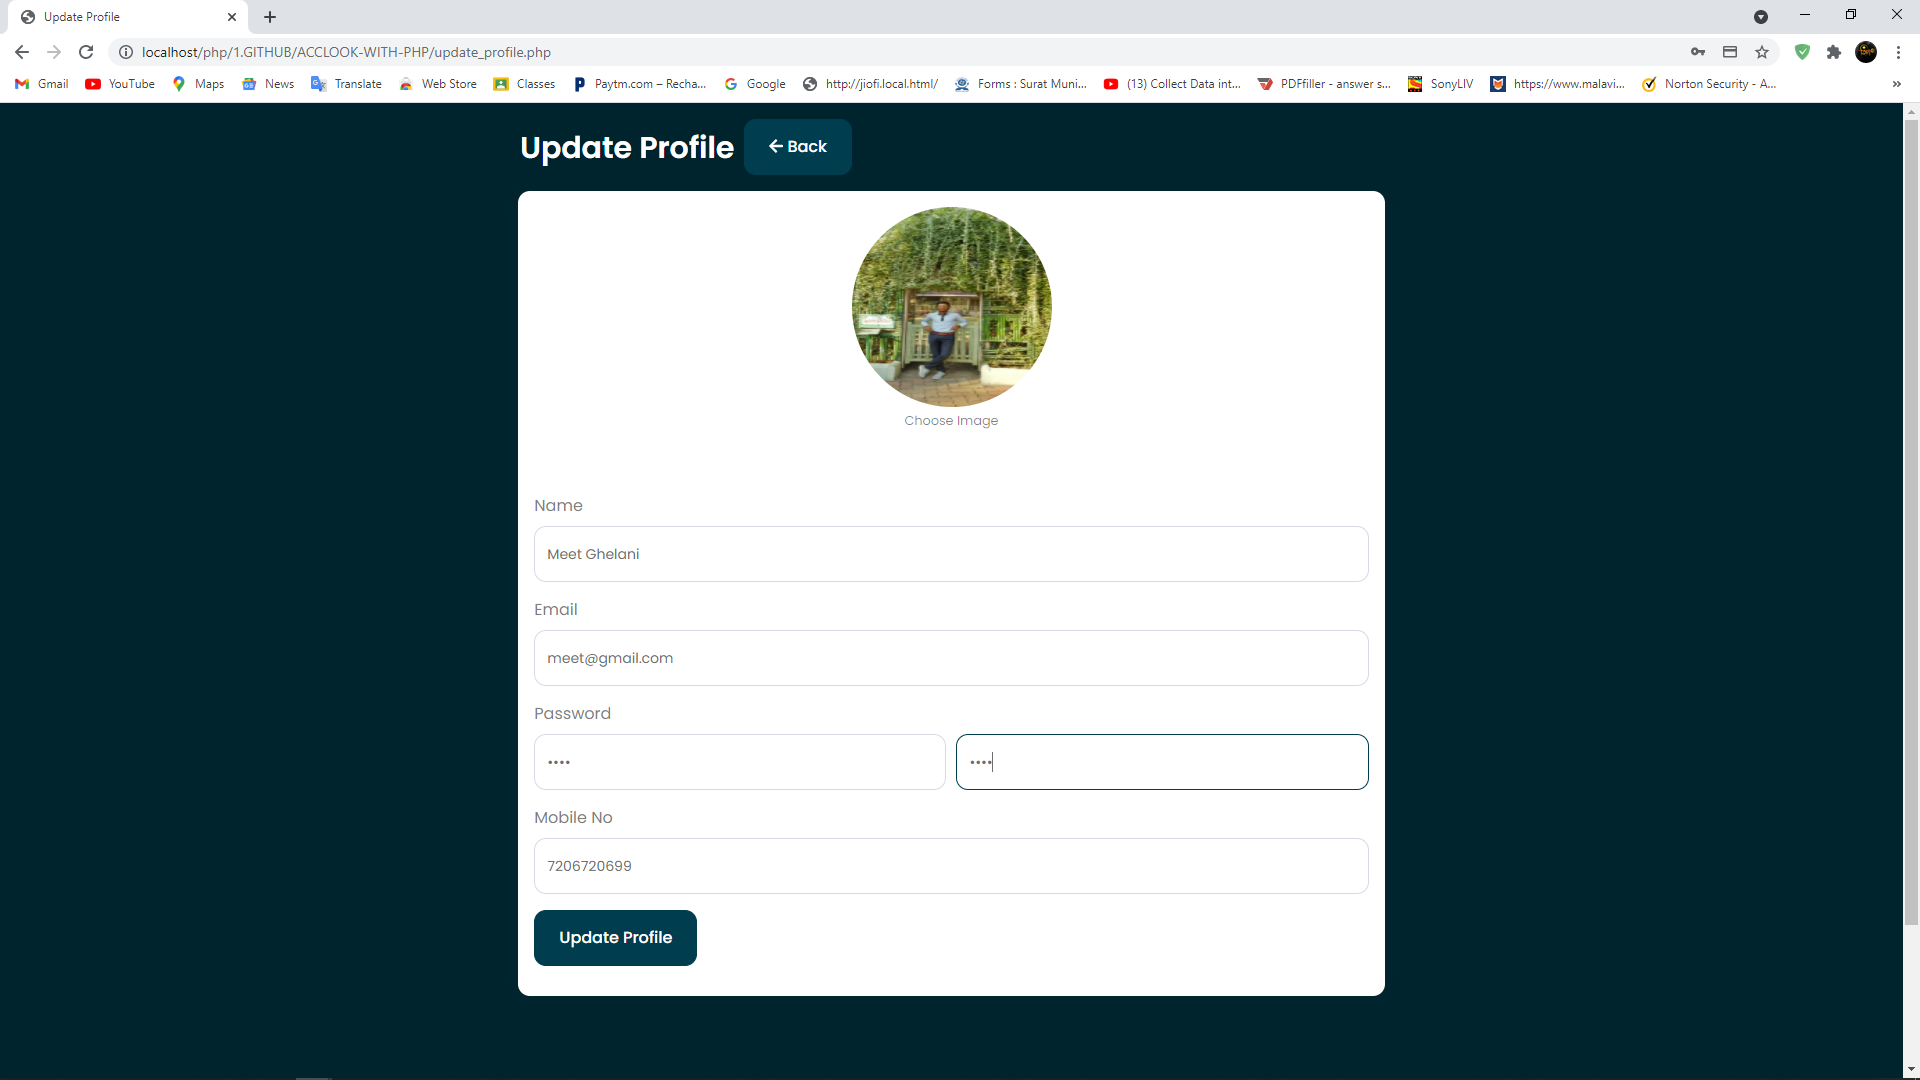 Update Profile
localhost/php/1.GITHUB/ACCLOOK-WITH-PHP/update_profile.php
Gmail YouTube Maps News Translate Web Store Classes Paytm.com – Recha... Google http://jiofi.local.html/ Forms : Surat Muni... (13) Collect Data int... PDFfiller - answer s... SonyLIV https://www.malavi... Norton Security - A... »
Update Profile Back
Choose Image
Name
Meet Ghelani
Email
meet@gmail.com
Password
•••• ••••
Mobile No
7206720699
Update Profile